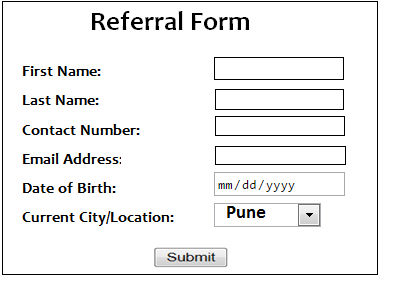 Referral Form
First Name:
Last Name:
Contact Number:
Email Address:
Date of Birth: mm/dd/yyyy
Current City/Location: Pune
Submit